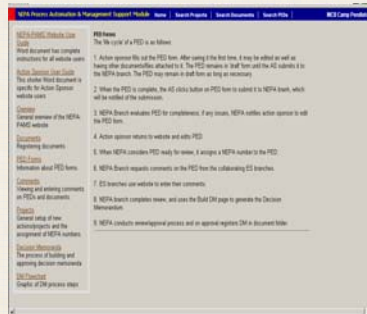 NEPA Process Automation & Management Support Module Home | Search Projects | Search Documents | Search PEDs | MCB Camp Pendleton
NEPA-PAMS Website User
Guide
Word document has complete
instructions for all website users
Action Sponsor User Guide
This shorter Word document is
specific for Action Sponsor
website users
Overview
General overview of the NEPA
PAMS website
Documents
Registering documents
PED Forms
Information about PED forms
Comments
Viewing and entering comments
on PEDs and documents
Projects
General setup of new
actions/projects and the
assignment of NEPA numbers
Decision Memoranda
The process of building and
approving decision memoranda
DM Flowchart
Graphic of DM process steps
PED Forms
The 'life cycle' of a PED is as follows:
1. Action sponsor fills out the PED form. After saving it the first time, it may be edited as well as
having other documents/files attached to it. The PED remains in 'draft' form until the AS submits it to
the NEPA branch. The PED may remain in draft form as long as necessary.
2. When the PED is complete, the AS clicks button on PED form to submit it to NEPA branch, which
will be notified of the submission.
3. NEPA Branch evaluates PED for completeness; if any issues, NEPA notifies action sponsor to edit
the PED form.
4. Action sponsor returns to website and edits PED.
5. When NEPA considers PED ready for review, it assigns a NEPA number to the PED.
6. NEPA Branch requests comments on the PED from the collaborating ES branches.
7. ES branches use website to enter their comments.
8. NEPA branch completes review, and uses the Build DM page to generate the Decision
Memorandum.
9. NEPA conducts review/approval process and on approval registers DM in document folder.